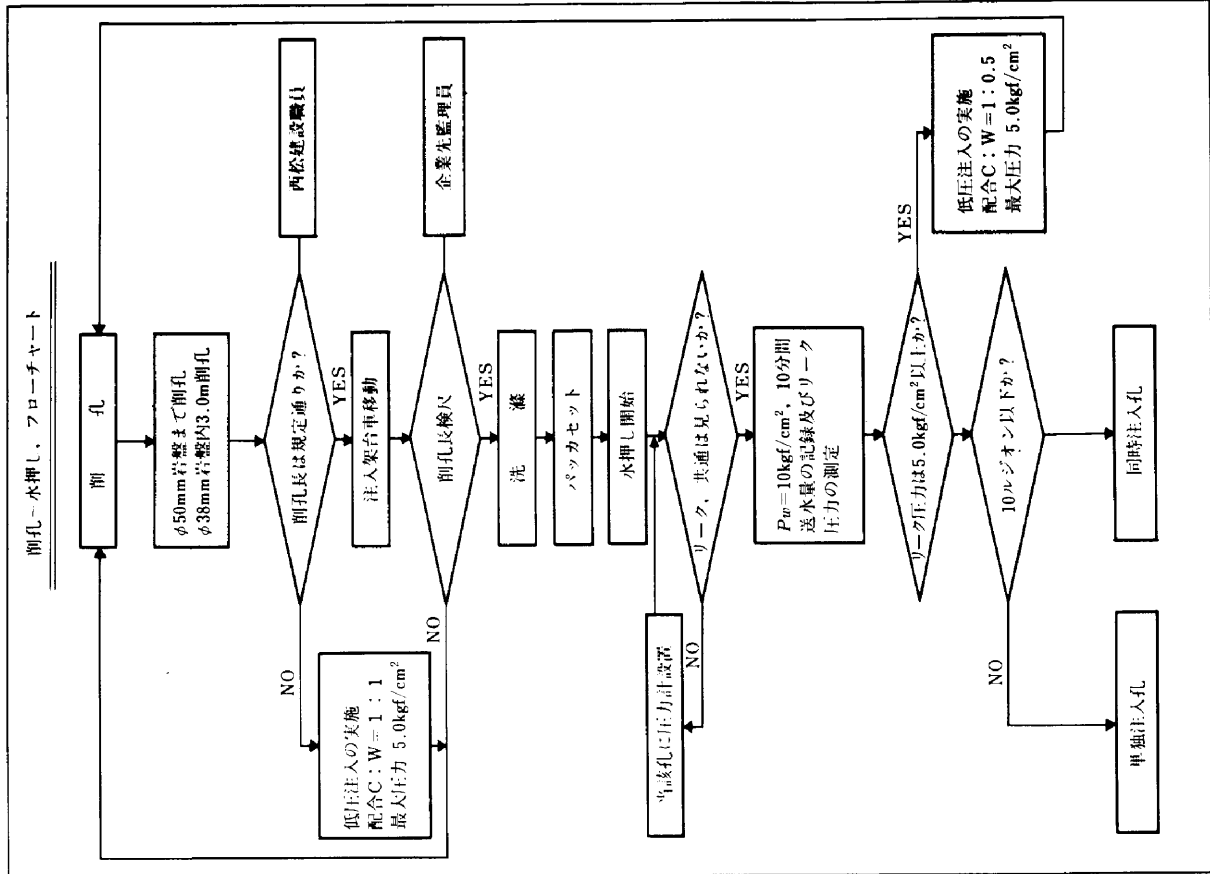 削孔~水押し,フローチャート
削 孔
φ50mm岩盤まで削孔
φ38mm岩盤内3.0m削孔
削孔長は規定通りか?
西松建設職員
NO
YES
低圧注入の実施
配合C:W=1:1
最大圧力 5.0kgf/cm²
注入架台車移動
削孔長検尺
企業先監理員
NO
YES
洗 滌
パッカセット
水押し開始
リーク,共通は見られないか?
NO
YES
当該孔に圧力計設置
Pw=10kgf/cm²,10分間
送水量の記録及びリーク
圧力の測定
リーク圧力は5.0kgf/cm²以上か?
YES
低圧注入の実施
配合C:W=1:0.5
最大圧力 5.0kgf/cm²
10ルジオン以下か?
NO
単独注入孔
同時注入孔